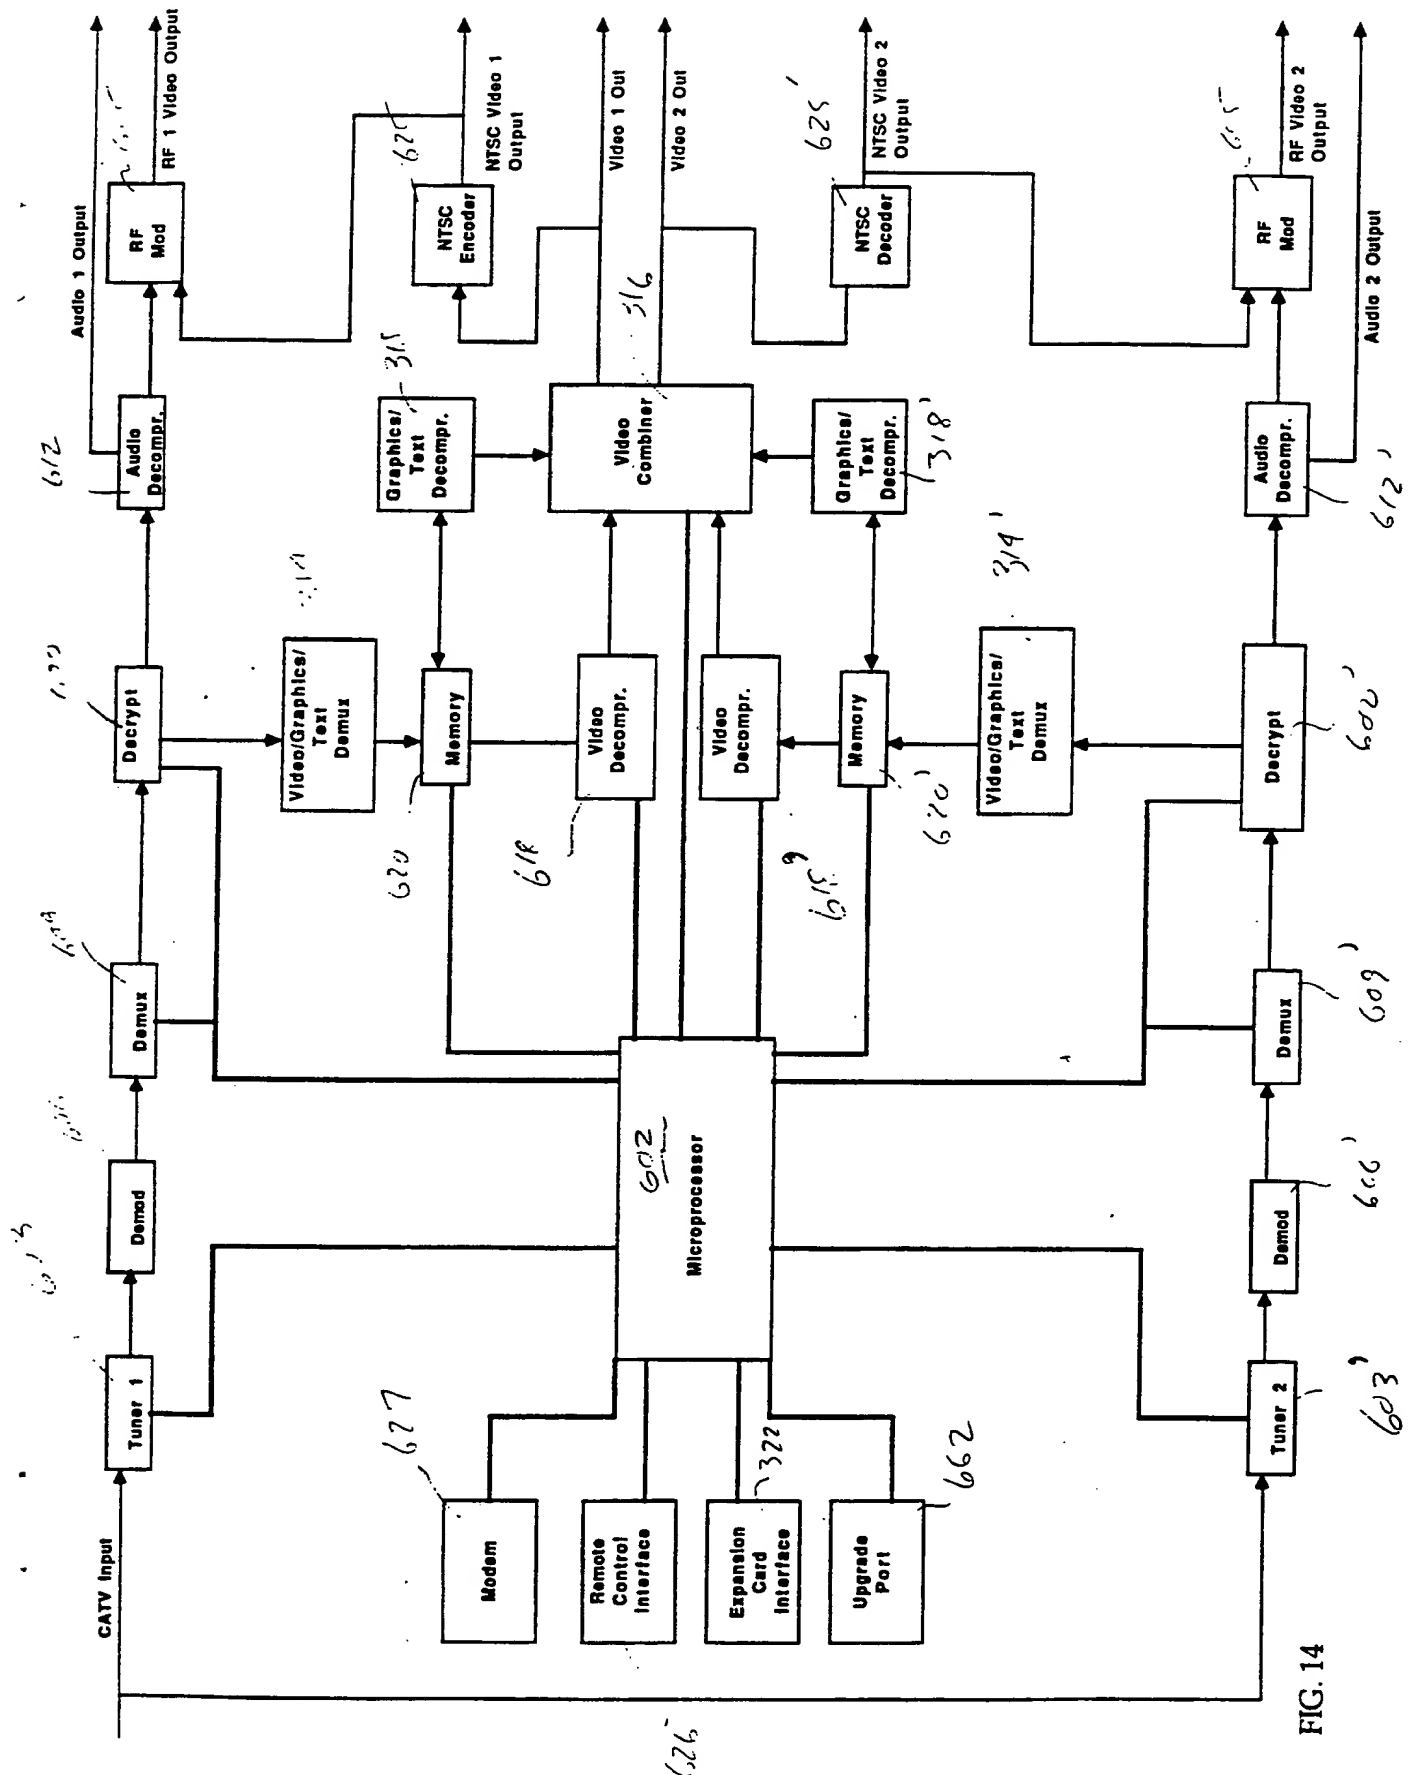 Audio 1 Output
RF 1 Video Output
NTSC Video 1
Output
Video 1 Out
Video 2 Out
NTSC Video 2
Output
RF Video 2
Output
Audio 2 Output
RF
Mod
NTSC
Encoder
625
NTSC
Decoder
625'
RF
Mod
Audio
Decompr.
612
Graphics/
Text
Decompr.
315
Video
Combiner
316
Graphics/
Text
Decompr.
318'
Audio
Decompr.
612'
Decrypt
Video/Graphics/
Text
Demux
Memory
620
Video
Decompr.
618
Video
Decompr.
Memory
620'
Video/Graphics/
Text
Demux
314'
Decrypt
602'
Demux
Demux
609'
Demod
Microprocessor
602
Demod
606'
Tuner 1
Tuner 2
603'
Modem
627
Remote
Control
Interface
Expansion
Card
Interface
322
Upgrade
Port
662
CATV Input
FIG. 14